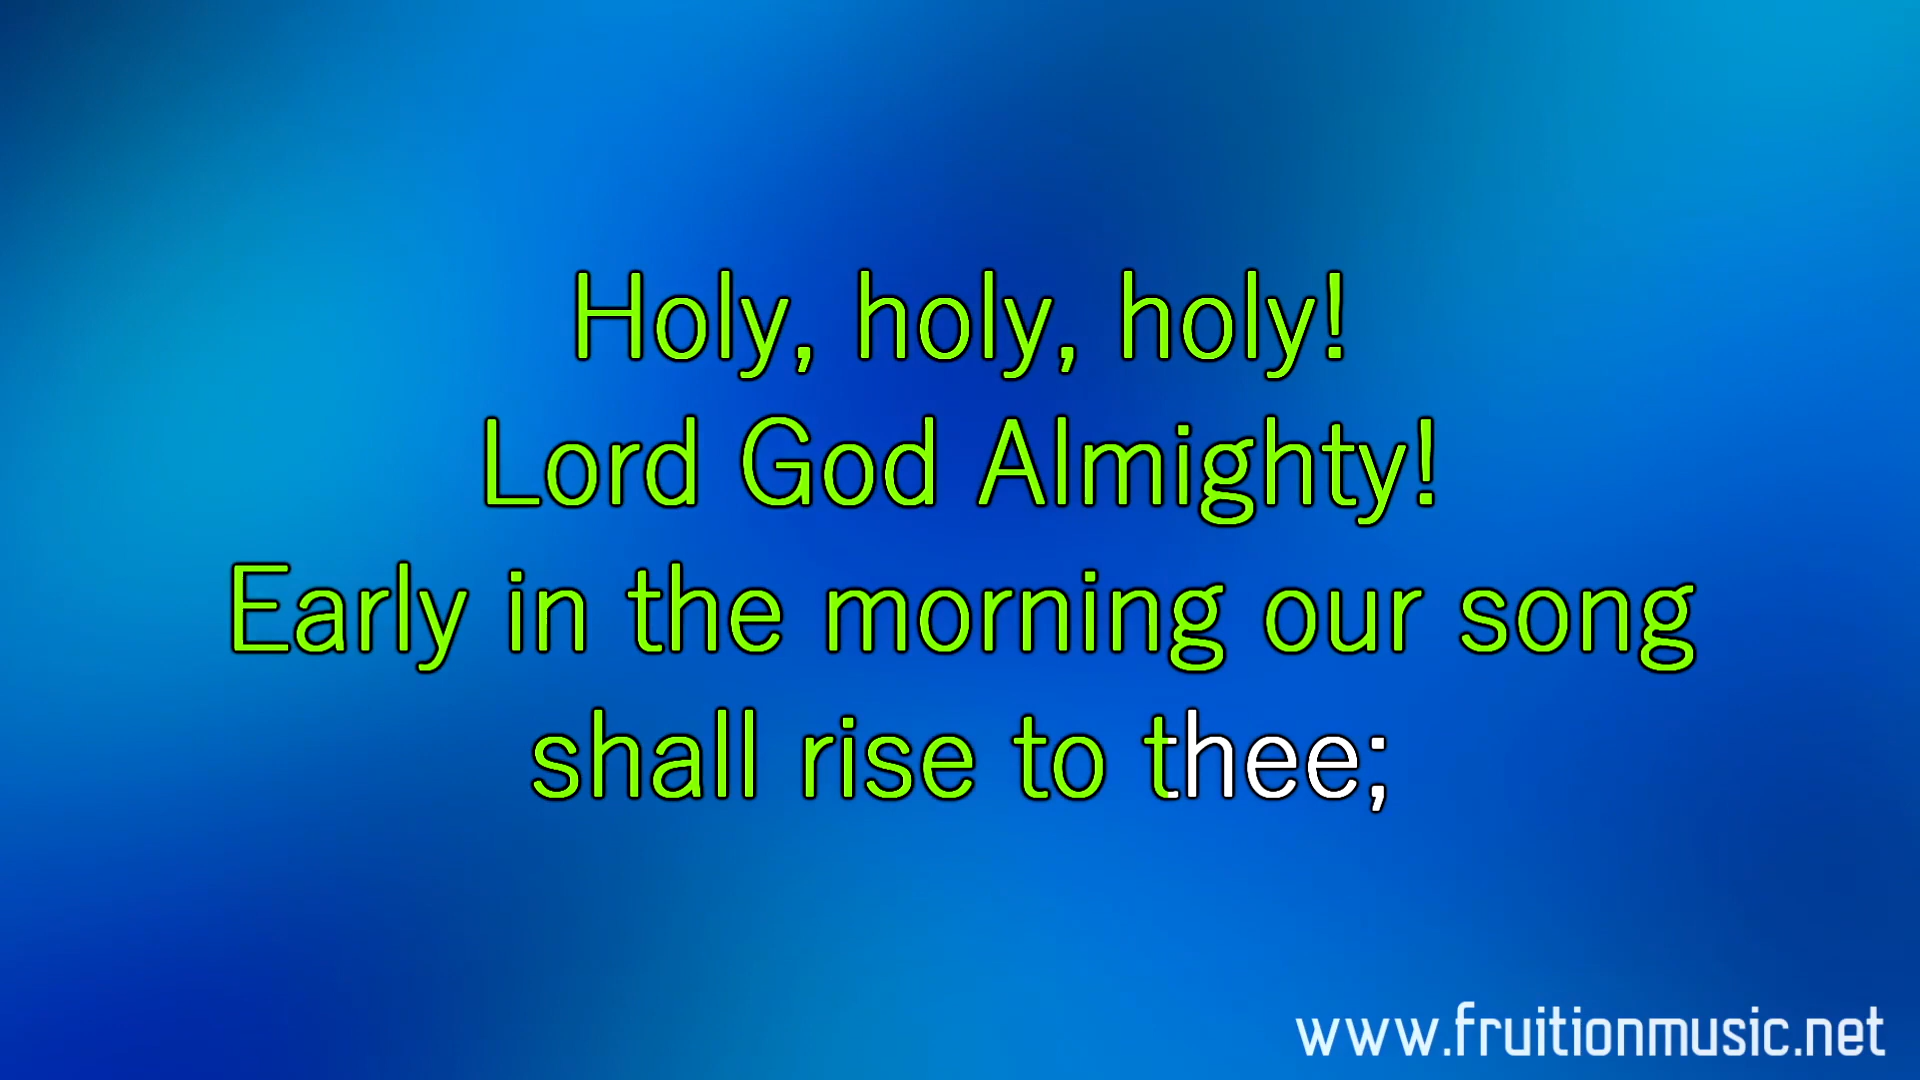 Holy, holy, holy!
Lord God Almighty!
Early in the morning our song
shall rise to thee;
www.fruitionmusic.net